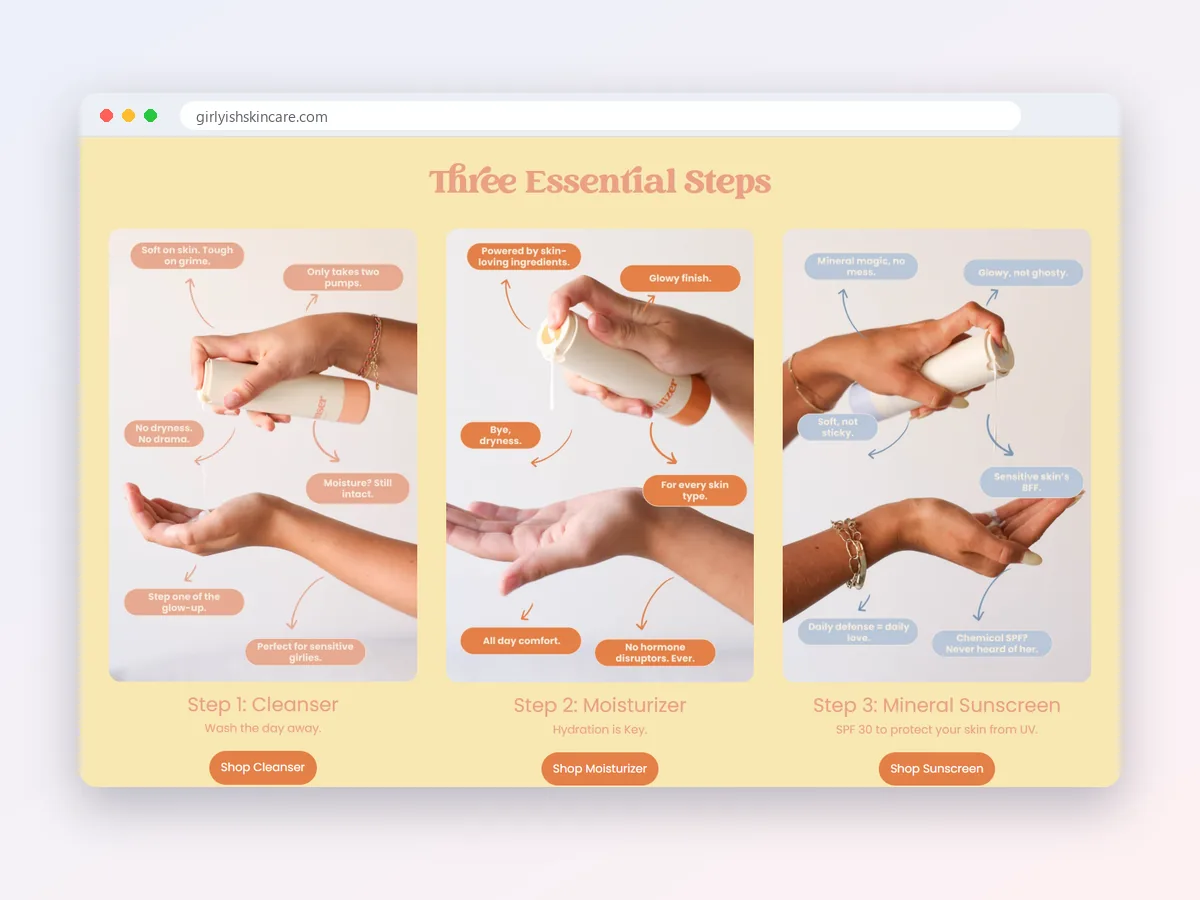 girlyishskincare.com
Three Essential Steps
Soft on skin. Tough
on grime.
Only takes two
pumps.
No dryness.
No drama.
Moisture? Still
intact.
Step one of the
glow-up.
Perfect for sensitive
girlies.
Step 1: Cleanser
Wash the day away.
Shop Cleanser
Powered by skin-
loving ingredients.
Glowy finish.
Bye,
dryness.
For every skin
type.
All day comfort.
No hormone
disruptors. Ever.
Step 2: Moisturizer
Hydration is Key.
Shop Moisturizer
Mineral magic, no
mess.
Glowy, not ghosty.
Soft, not
sticky.
Sensitive skin's
BFF.
Daily defense = daily
love.
Chemical SPF?
Never heard of her.
Step 3: Mineral Sunscreen
SPF 30 to protect your skin from UV.
Shop Sunscreen